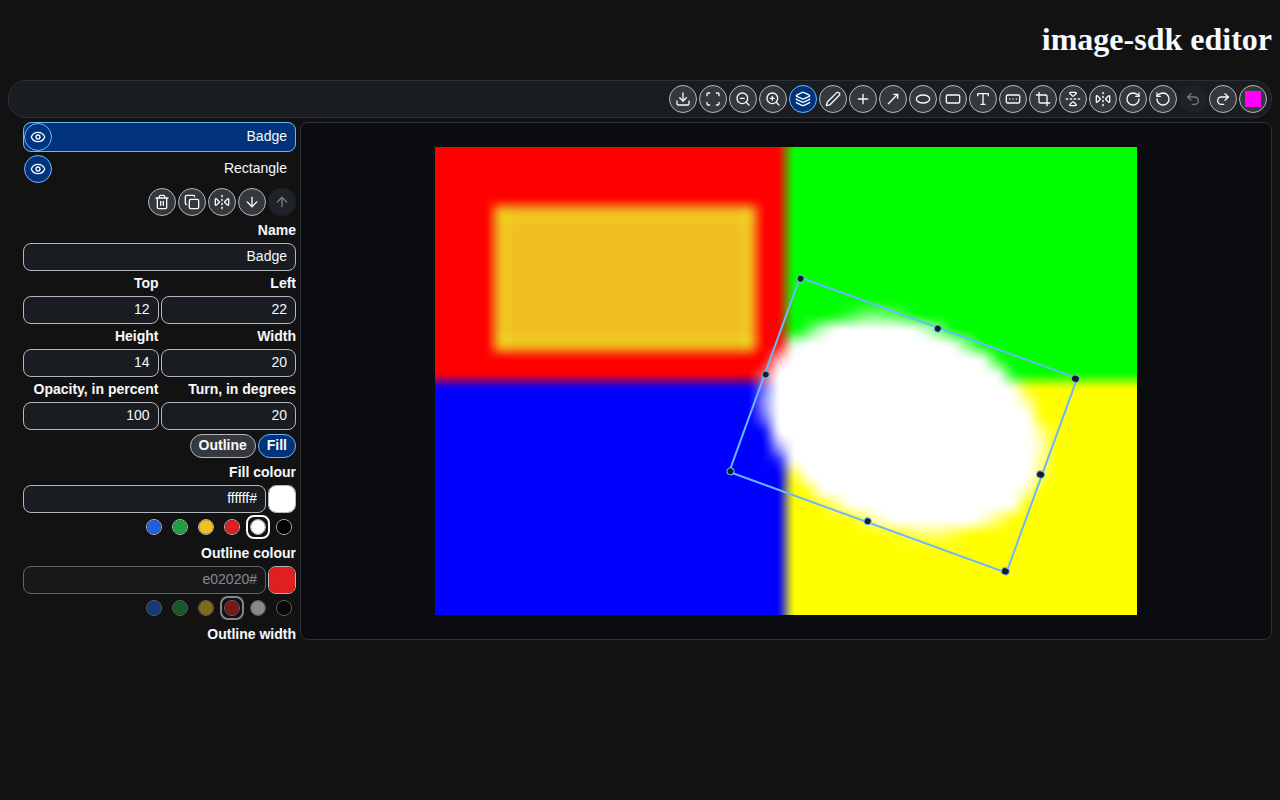 image-sdk editor
Badge
Rectangle
Name
Badge
Left Top
22 12
Width Height
20 14
Turn, in degrees Opacity, in percent
20 100
Fill Outline
Fill colour
ffffff#
Outline colour
e02020#
Outline width